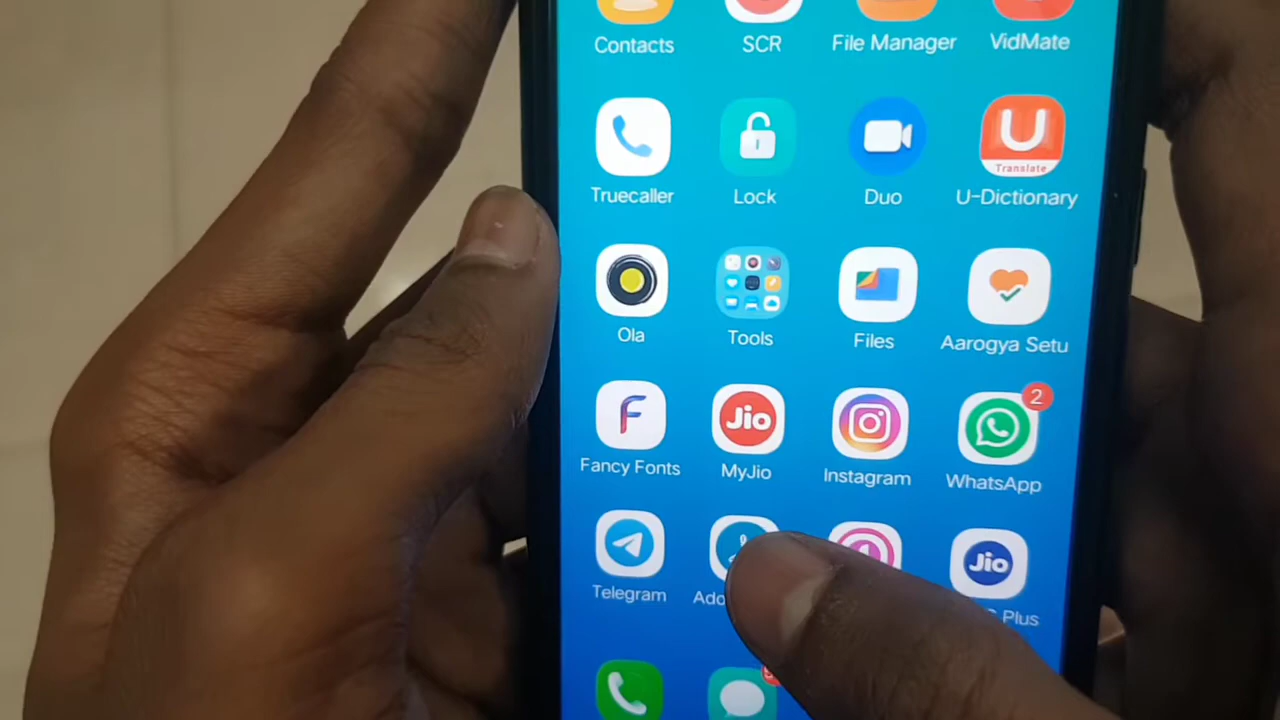 Contacts SCR File Manager VidMate
U
Translate
Truecaller Lock Duo U-Dictionary
Ola Tools Files Aarogya Setu
F Jio 2
Fancy Fonts MyJio Instagram WhatsApp
Jio
Telegram Ado Plus